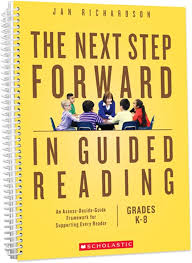 JAN RICHARDSON
THE NEXT STEP
FORWARD
IN GUIDED
READING
An Assess-Decide-Guide
Framework for
Supporting Every Reader
GRADES
K–8
SCHOLASTIC